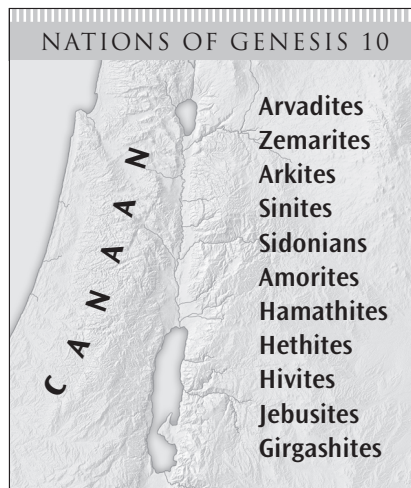 NATIONS OF GENESIS 10
CANAAN
Arvadites
Zemarites
Arkites
Sinites
Sidonians
Amorites
Hamathites
Hethites
Hivites
Jebusites
Girgashites